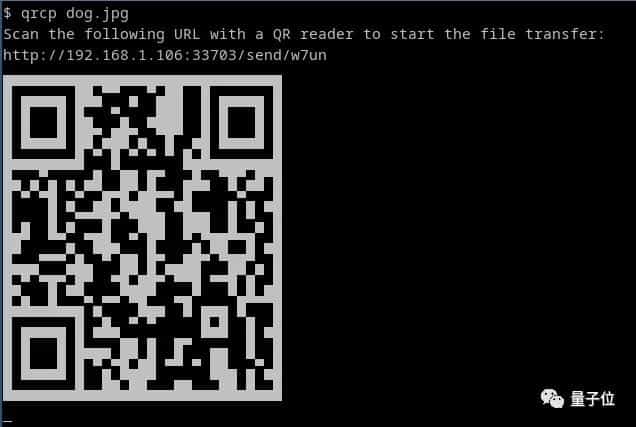 $ qrcp dog.jpg
Scan the following URL with a QR reader to start the file transfer:
http://192.168.1.106:33703/send/w7un
量子位